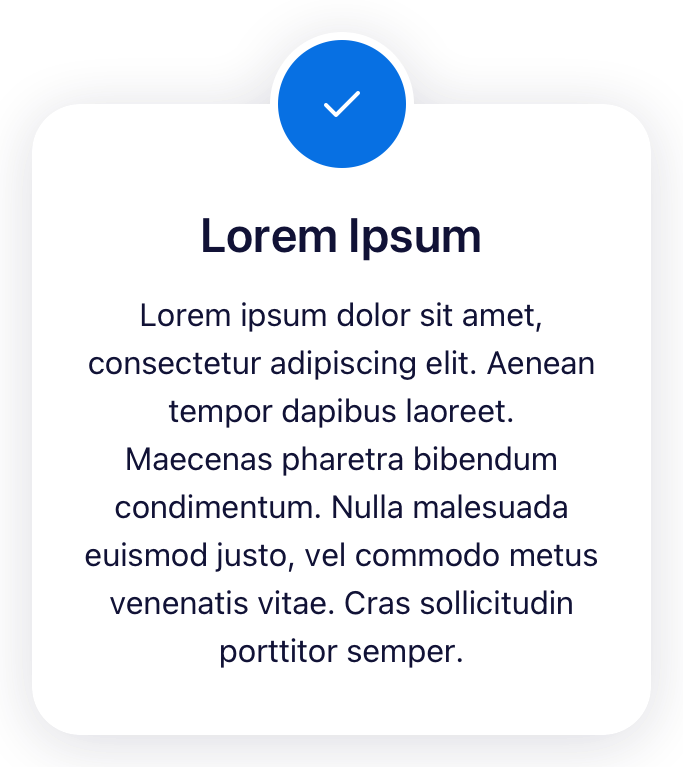 Lorem Ipsum
Lorem ipsum dolor sit amet,
consectetur adipiscing elit. Aenean
tempor dapibus laoreet.
Maecenas pharetra bibendum
condimentum. Nulla malesuada
euismod justo, vel commodo metus
venenatis vitae. Cras sollicitudin
porttitor semper.